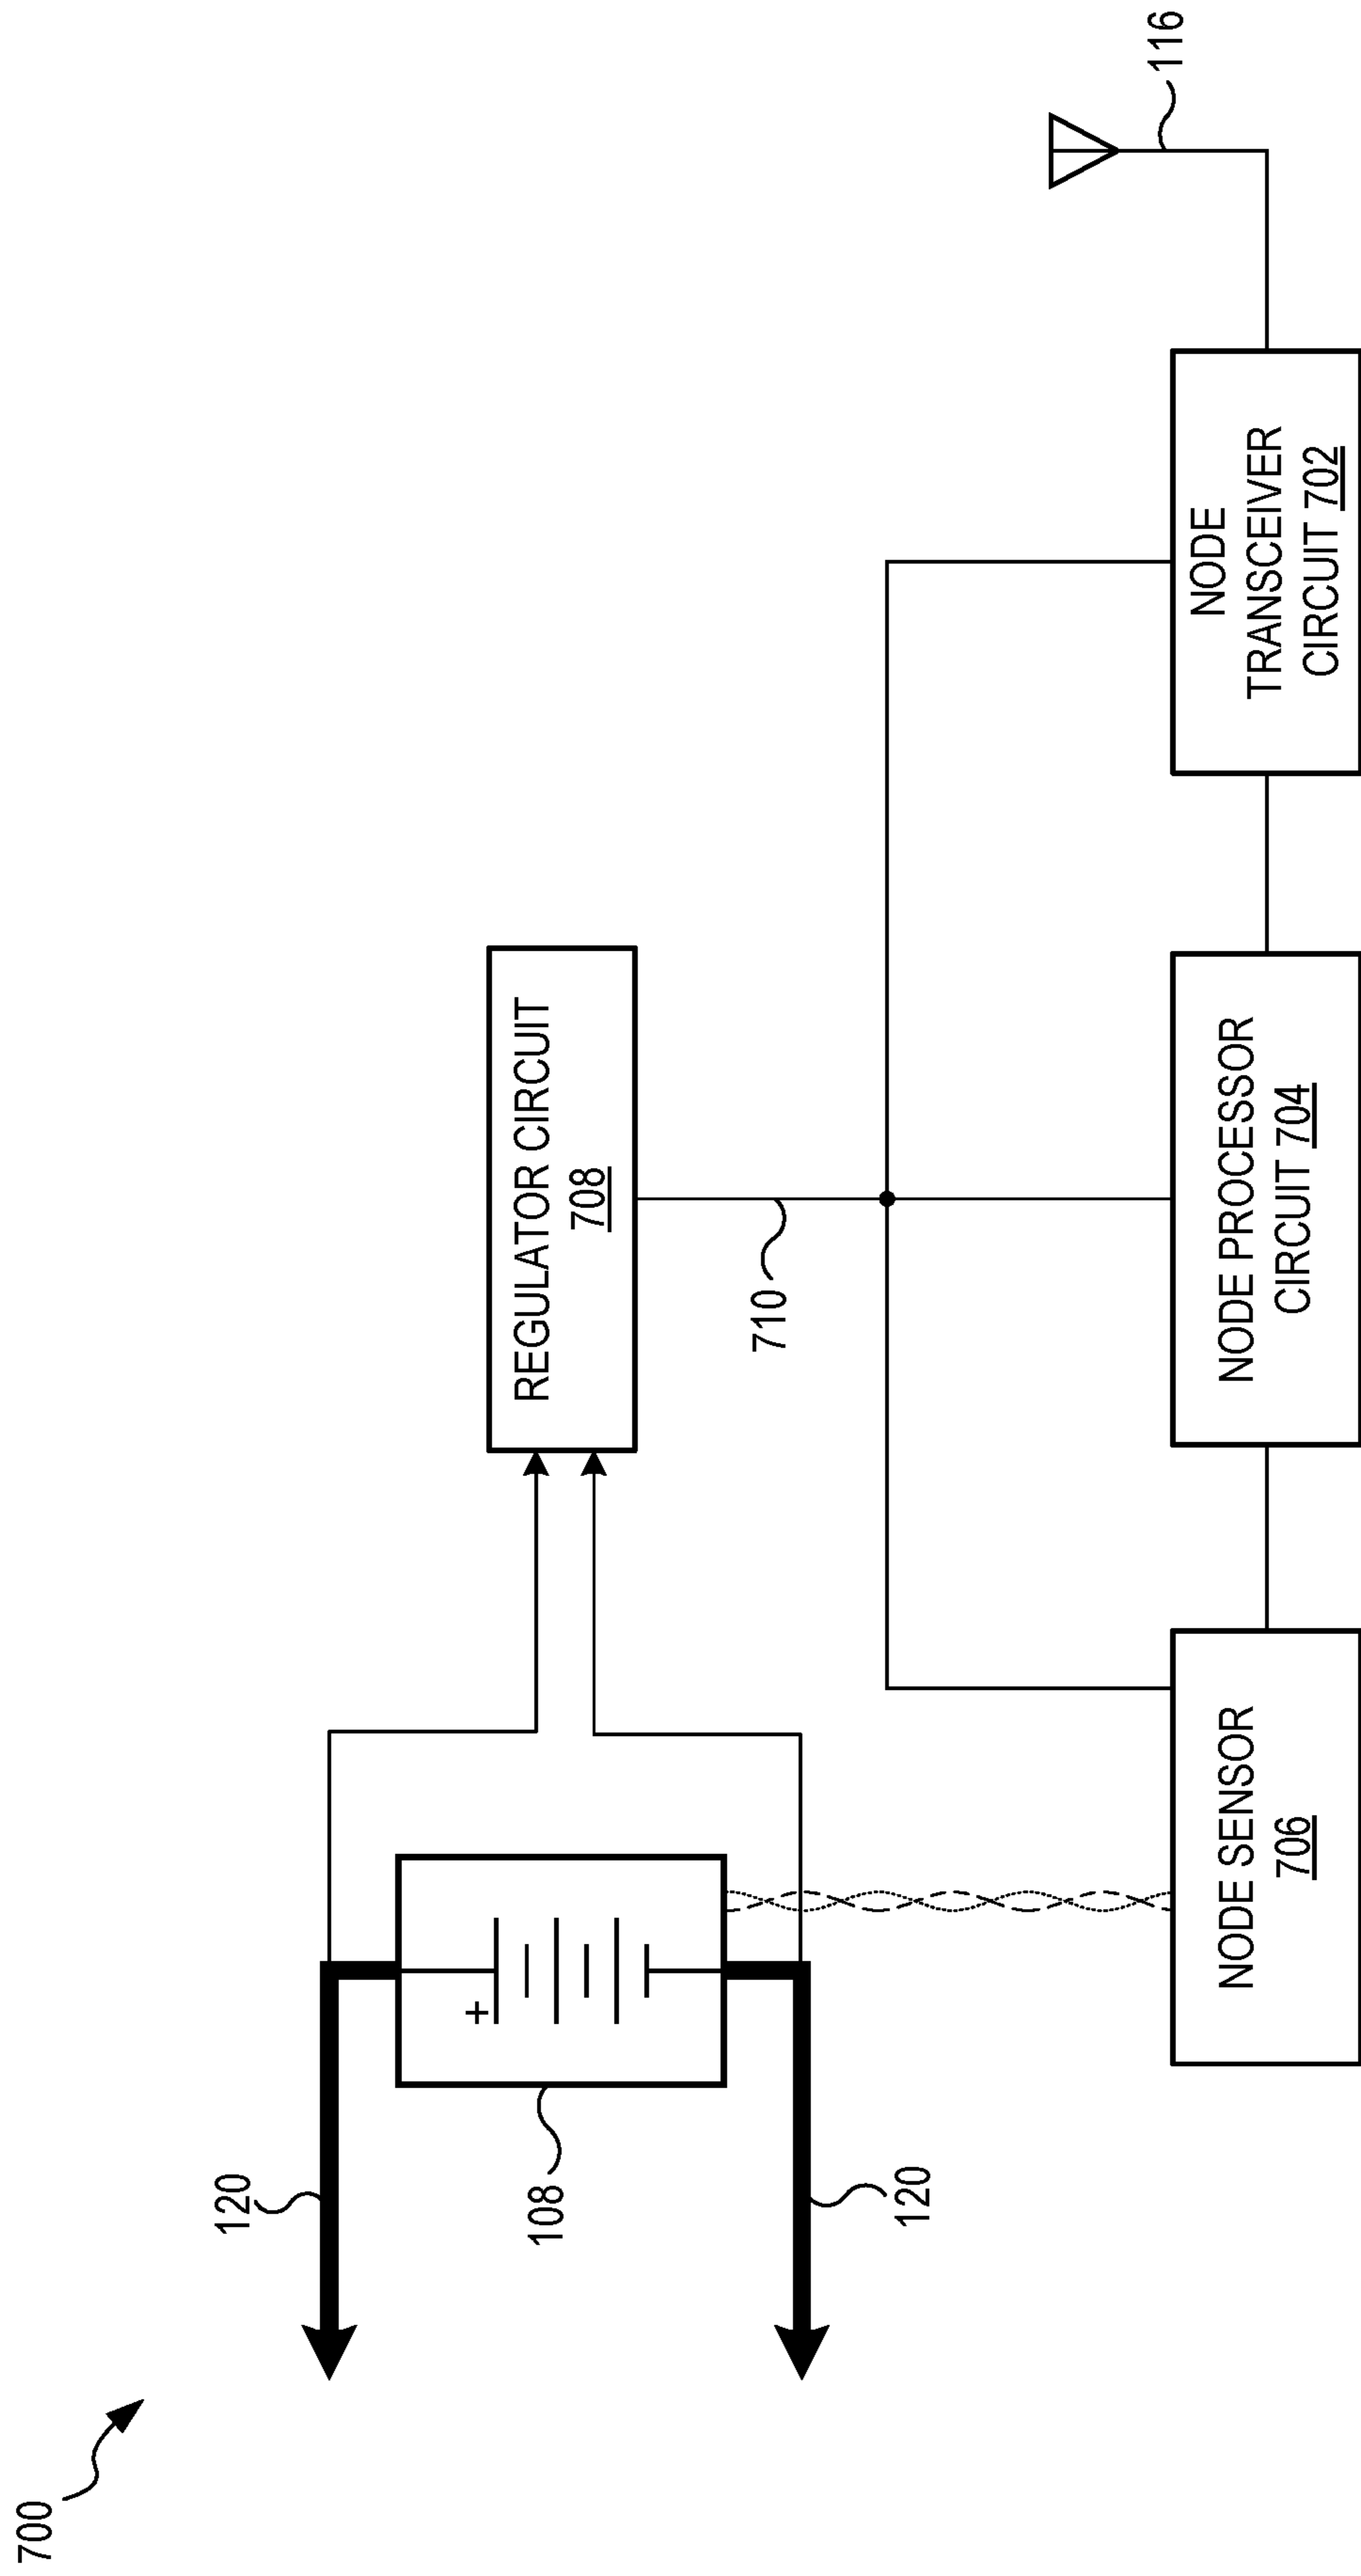 700
120
108
120
REGULATOR CIRCUIT
708
710
NODE SENSOR
706
NODE PROCESSOR
CIRCUIT 704
NODE
TRANSCEIVER
CIRCUIT 702
116
+